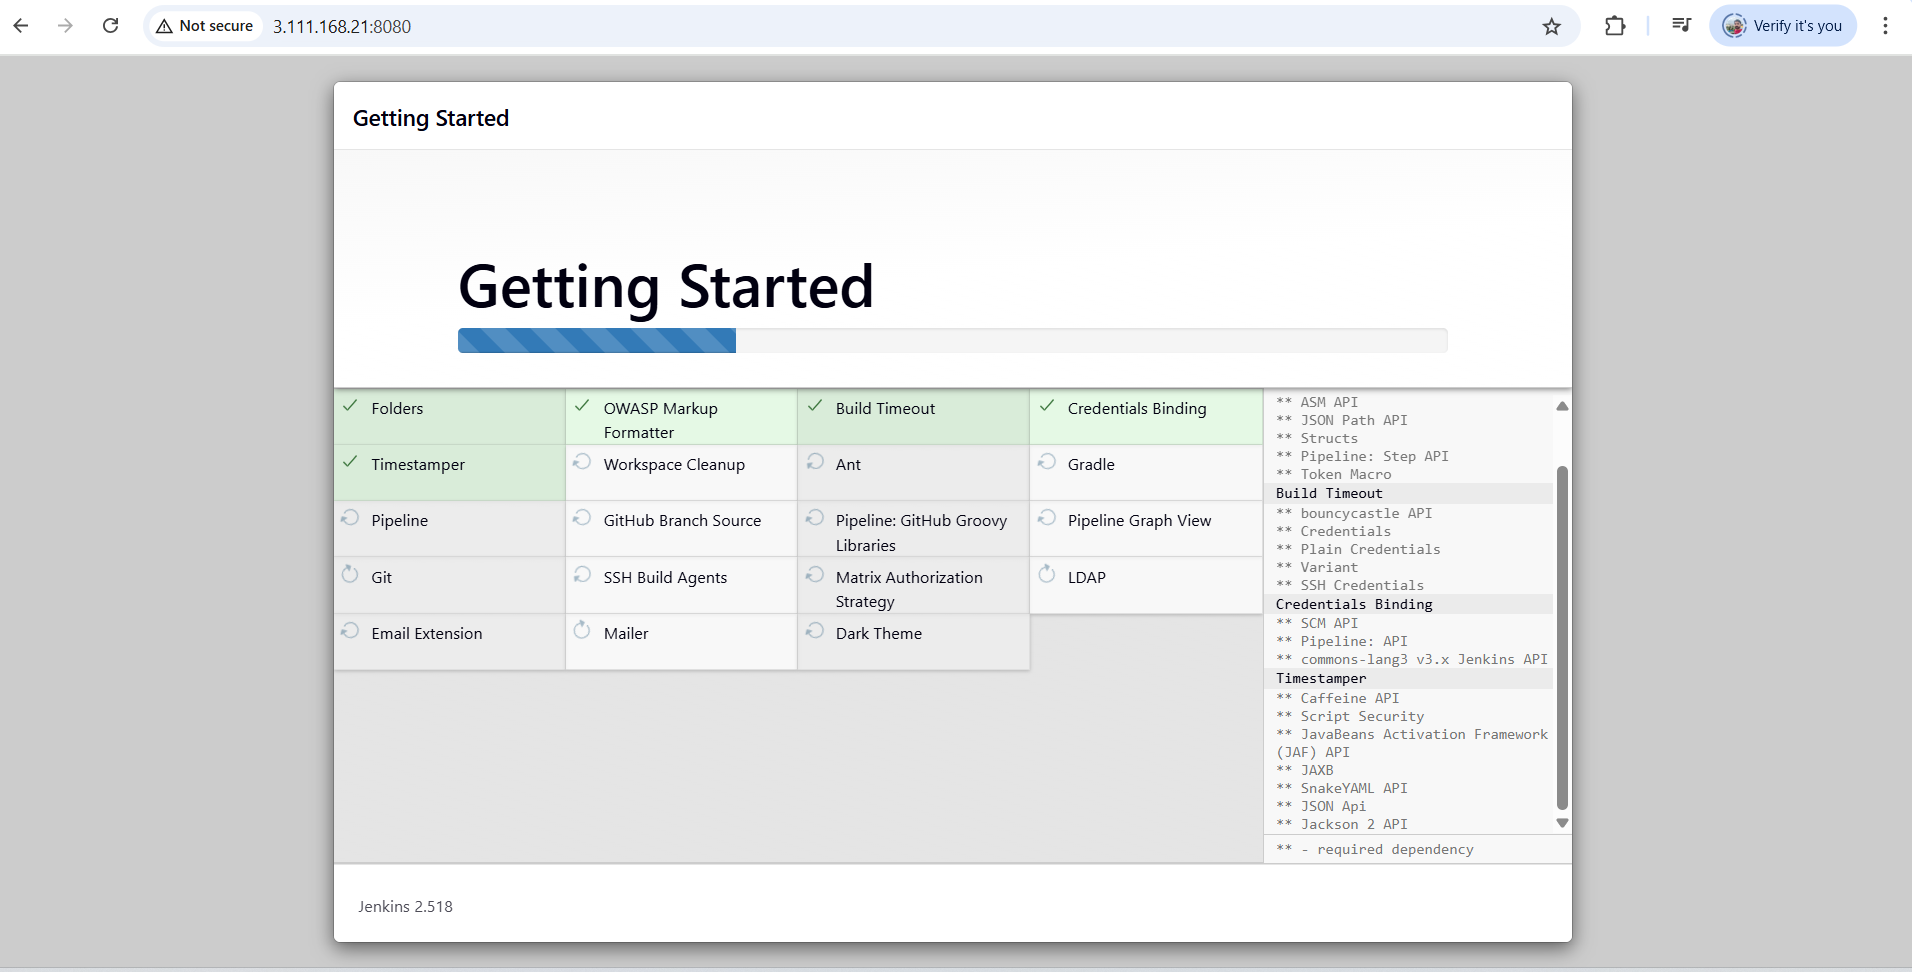 Not secure
3.111.168.21:8080
Verify it's you
Getting Started
Getting Started
Folders
OWASP Markup
Formatter
Build Timeout
Credentials Binding
Timestamper
Workspace Cleanup
Ant
Gradle
Pipeline
GitHub Branch Source
Pipeline: GitHub Groovy
Libraries
Pipeline Graph View
Git
SSH Build Agents
Matrix Authorization
Strategy
LDAP
Email Extension
Mailer
Dark Theme
** ASM API
** JSON Path API
** Structs
** Pipeline: Step API
** Token Macro
Build Timeout
** bouncycastle API
** Credentials
** Plain Credentials
** Variant
** SSH Credentials
Credentials Binding
** SCM API
** Pipeline: API
** commons-lang3 v3.x Jenkins API
Timestamper
** Caffeine API
** Script Security
** JavaBeans Activation Framework
(JAF) API
** JAXB
** SnakeYAML API
** JSON Api
** Jackson 2 API
** - required dependency
Jenkins 2.518